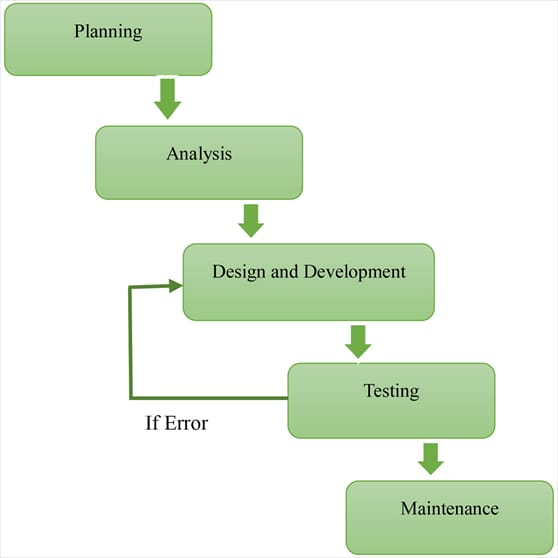 Planning
Analysis
Design and Development
Testing
If Error
Maintenance